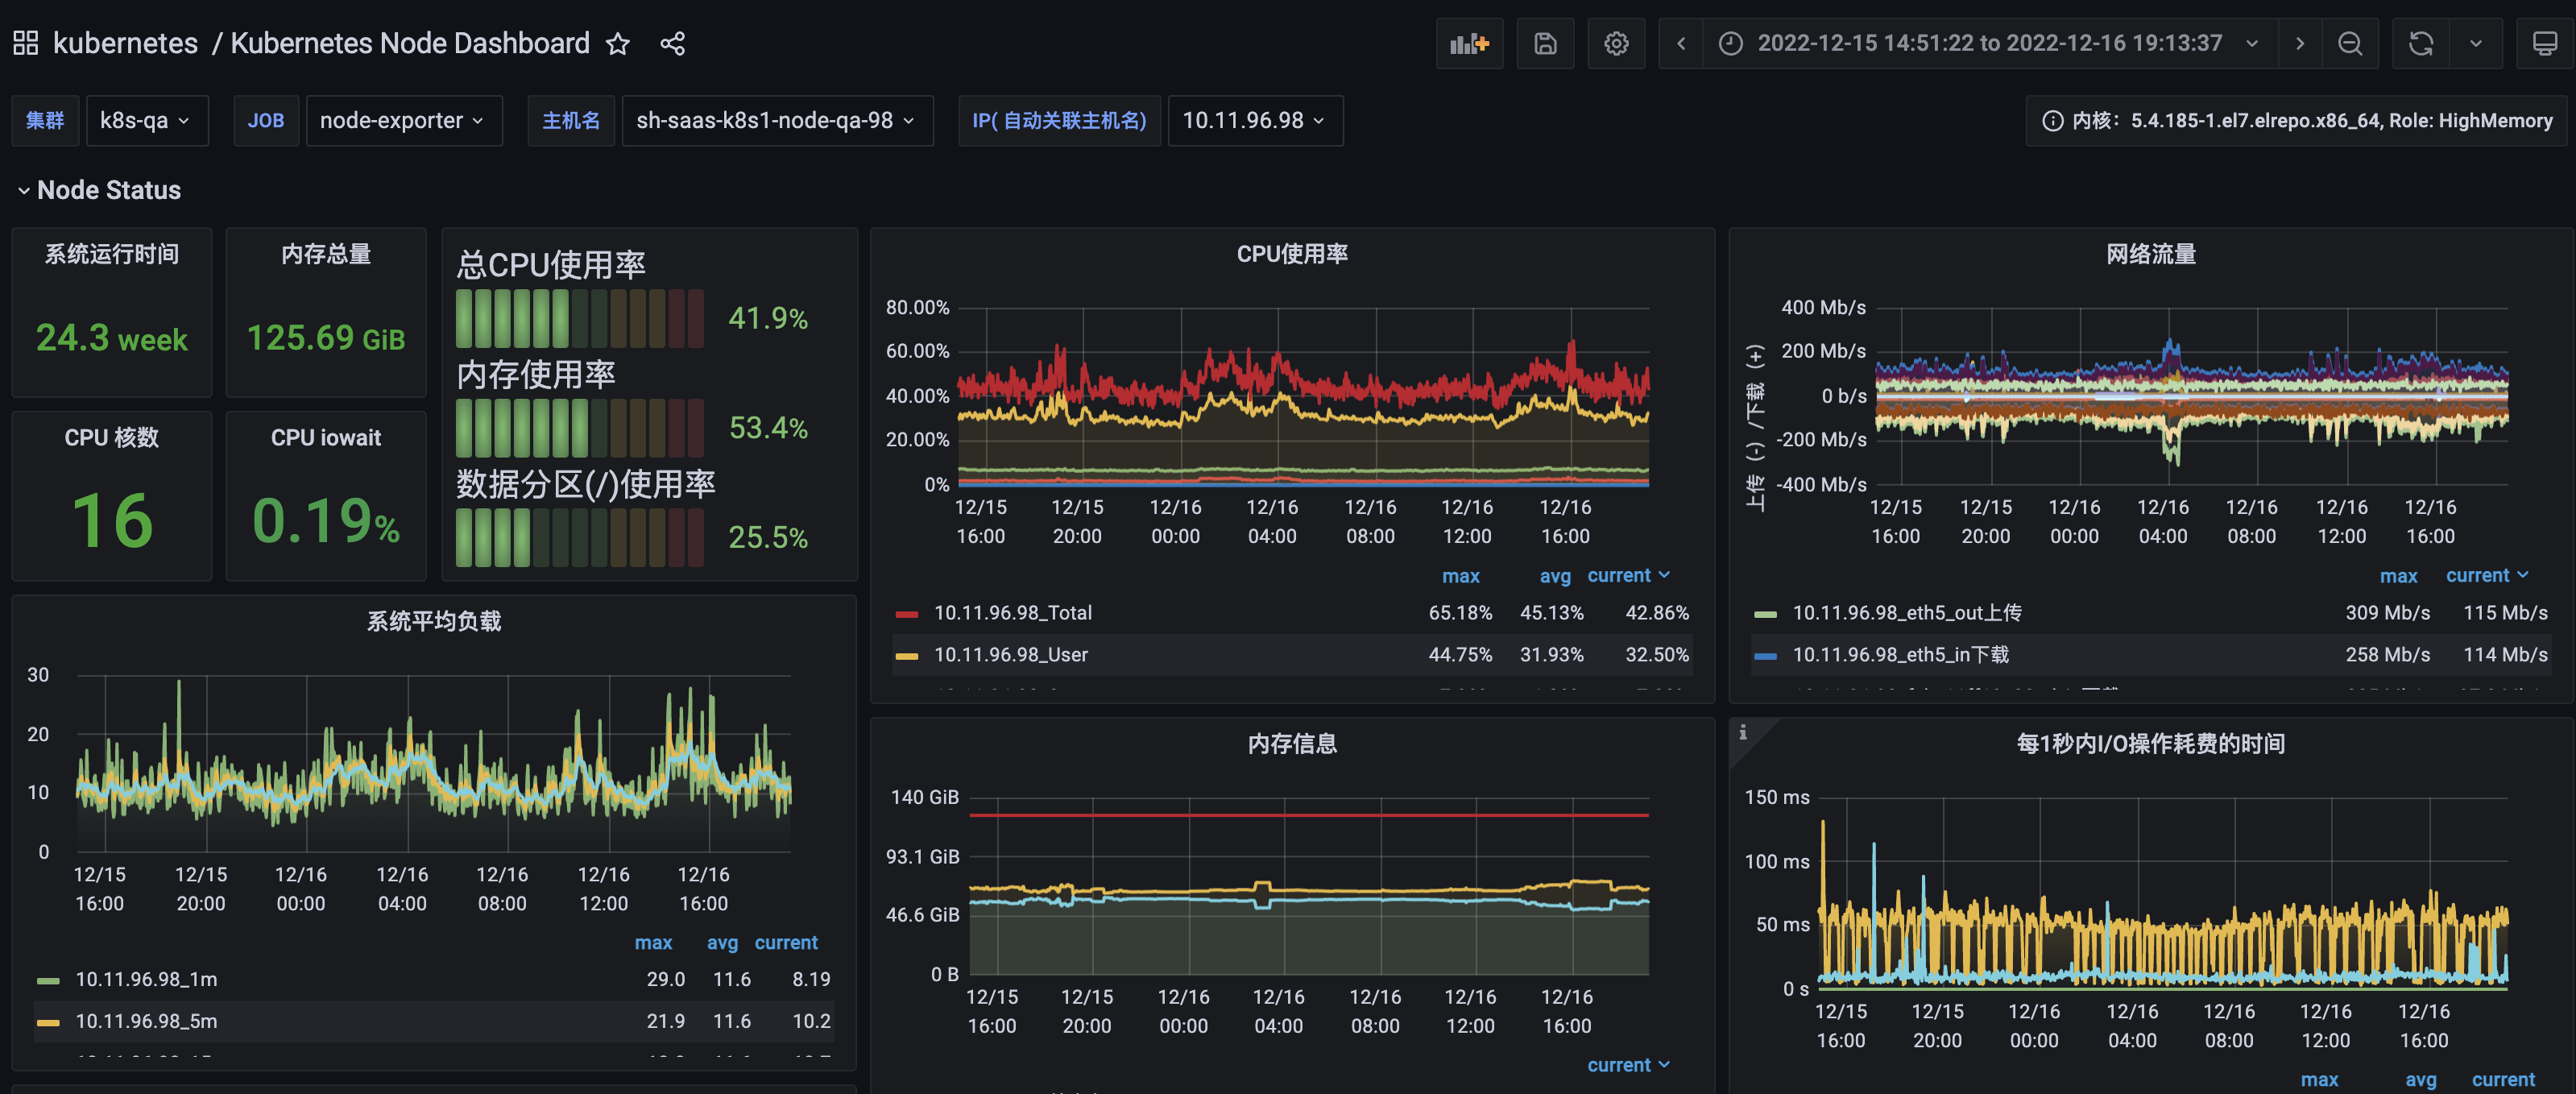 kubernetes / Kubernetes Node Dashboard
2022-12-15 14:51:22 to 2022-12-16 19:13:37
集群 k8s-qa JOB node-exporter 主机名 sh-saas-k8s1-node-qa-98 IP( 自动关联主机名) 10.11.96.98
内核：5.4.185-1.el7.elrepo.x86_64, Role: HighMemory
Node Status
系统运行时间
24.3 week
内存总量
125.69 GiB
CPU 核数
16
CPU iowait
0.19%
总CPU使用率
41.9%
内存使用率
53.4%
数据分区(/)使用率
25.5%
CPU使用率
80.00%
60.00%
40.00%
20.00%
0%
12/15 12/15 12/16 12/16 12/16 12/16 12/16
16:00 20:00 00:00 04:00 08:00 12:00 16:00
max avg current
10.11.96.98_Total 65.18% 45.13% 42.86%
10.11.96.98_User 44.75% 31.93% 32.50%
网络流量
上传（-）/下载（+）
400 Mb/s
200 Mb/s
0 b/s
-200 Mb/s
-400 Mb/s
12/15 12/15 12/16 12/16 12/16 12/16 12/16
16:00 20:00 00:00 04:00 08:00 12:00 16:00
max current
10.11.96.98_eth5_out上传 309 Mb/s 115 Mb/s
10.11.96.98_eth5_in下载 258 Mb/s 114 Mb/s
系统平均负载
30
20
10
0
12/15 12/15 12/16 12/16 12/16 12/16 12/16
16:00 20:00 00:00 04:00 08:00 12:00 16:00
max avg current
10.11.96.98_1m 29.0 11.6 8.19
10.11.96.98_5m 21.9 11.6 10.2
内存信息
140 GiB
93.1 GiB
46.6 GiB
0 B
12/15 12/15 12/16 12/16 12/16 12/16 12/16
16:00 20:00 00:00 04:00 08:00 12:00 16:00
current
i
每1秒内I/O操作耗费的时间
150 ms
100 ms
50 ms
0 s
12/15 12/15 12/16 12/16 12/16 12/16 12/16
16:00 20:00 00:00 04:00 08:00 12:00 16:00
max avg current